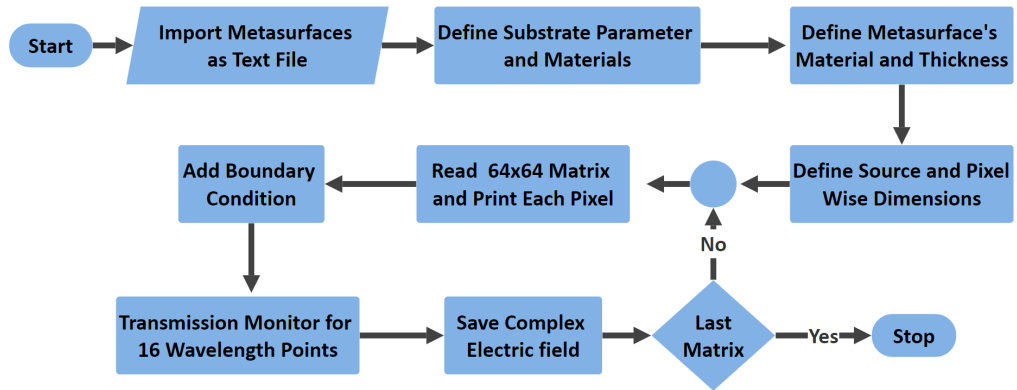 Start
Import Metasurfaces
as Text File
Define Substrate Parameter
and Materials
Define Metasurface's
Material and Thickness
Define Source and Pixel
Wise Dimensions
Read 64x64 Matrix
and Print Each Pixel
Add Boundary
Condition
Transmission Monitor for
16 Wavelength Points
Save Complex
Electric field
Last
Matrix
No
Yes
Stop